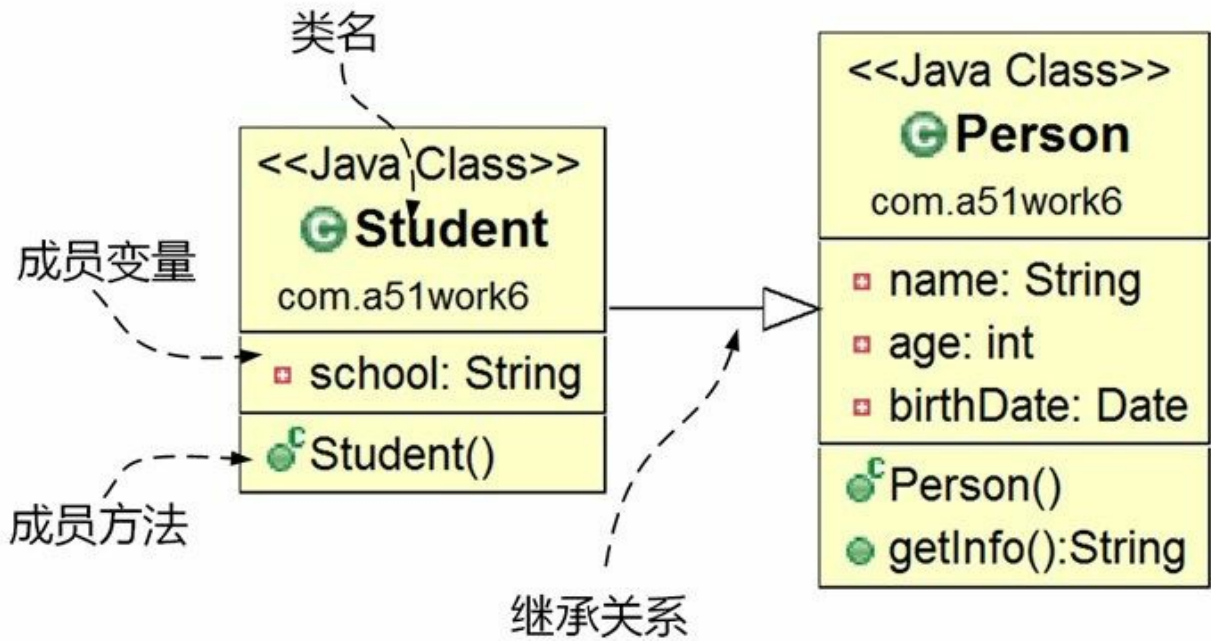 类名
<<Java Class>>
C Student
com.a51work6
school: String
C Student()
成员变量
成员方法
继承关系
<<Java Class>>
C Person
com.a51work6
name: String
age: int
birthDate: Date
C Person()
getInfo():String